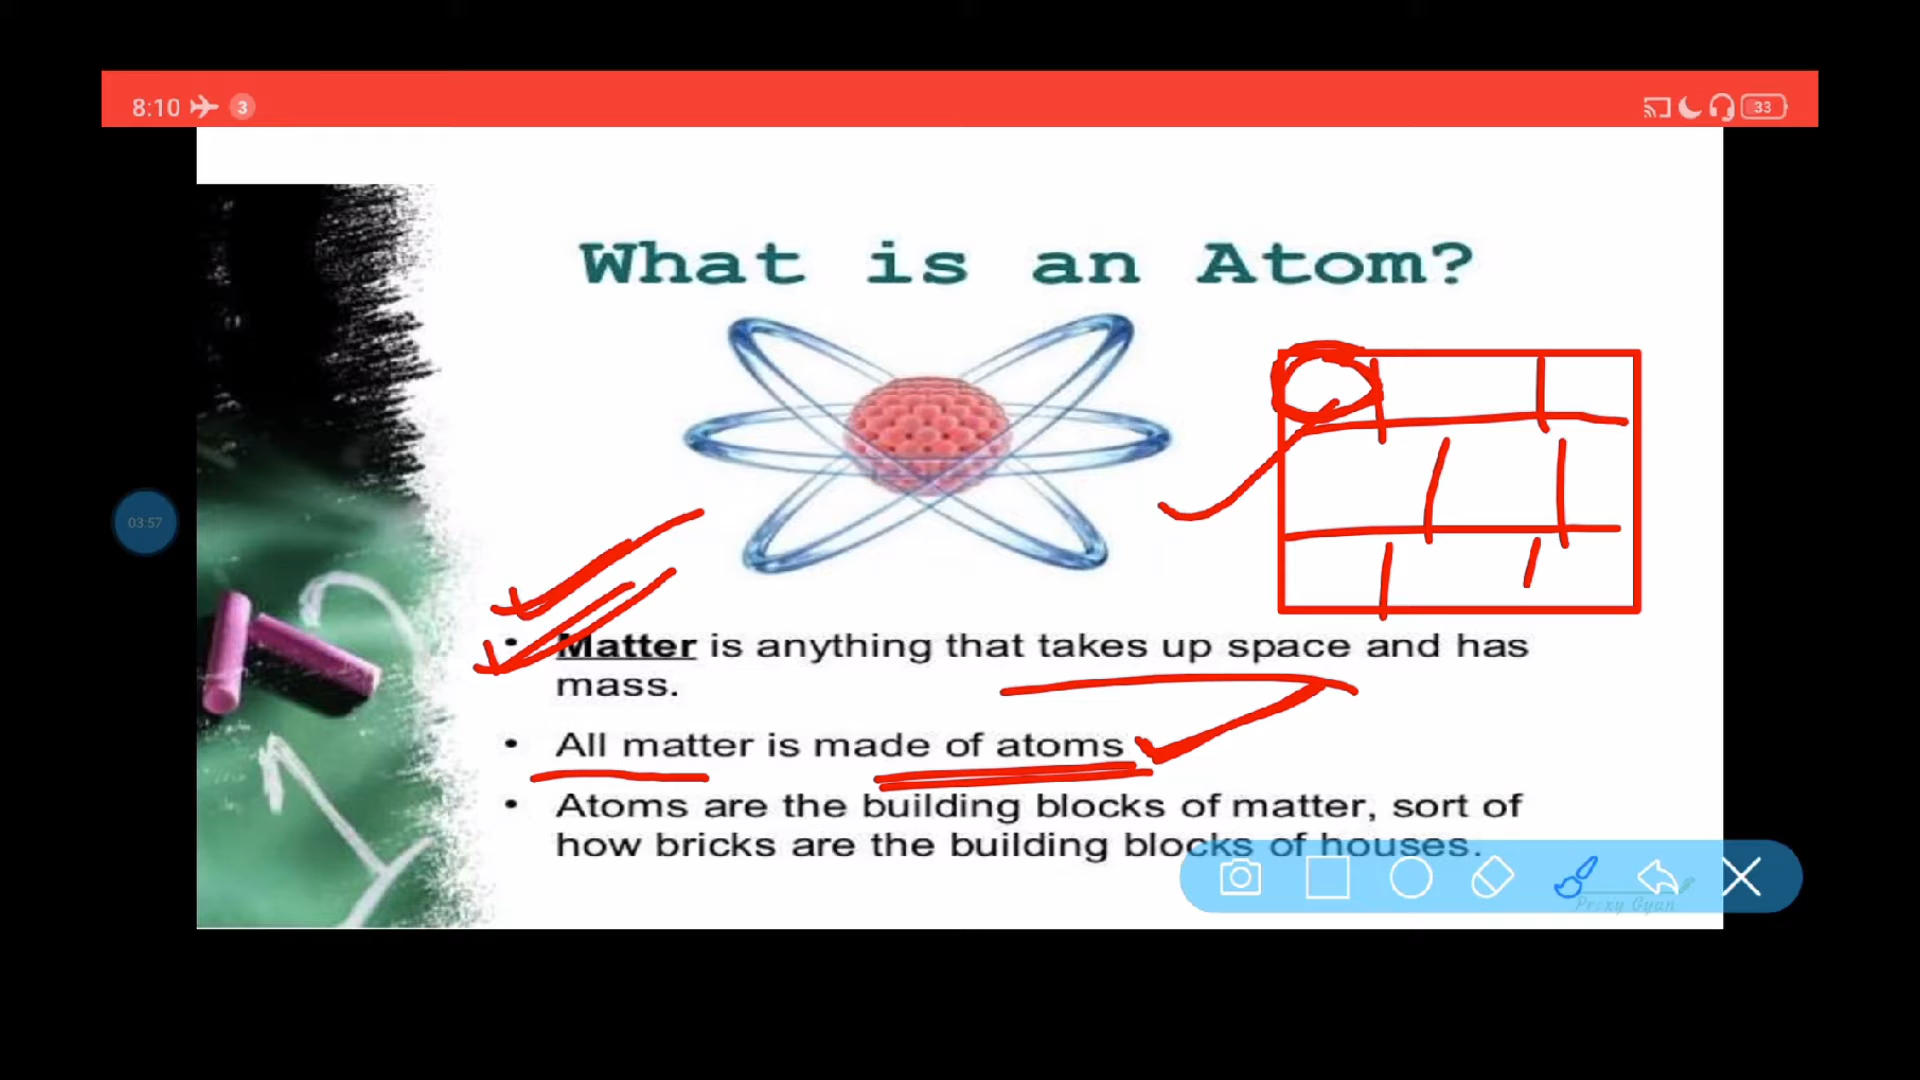 8:10 3
33
What is an Atom?
03:57
• Matter is anything that takes up space and has
mass.
• All matter is made of atoms
• Atoms are the building blocks of matter, sort of
how bricks are the building blocks of houses.
Proxy Gyan